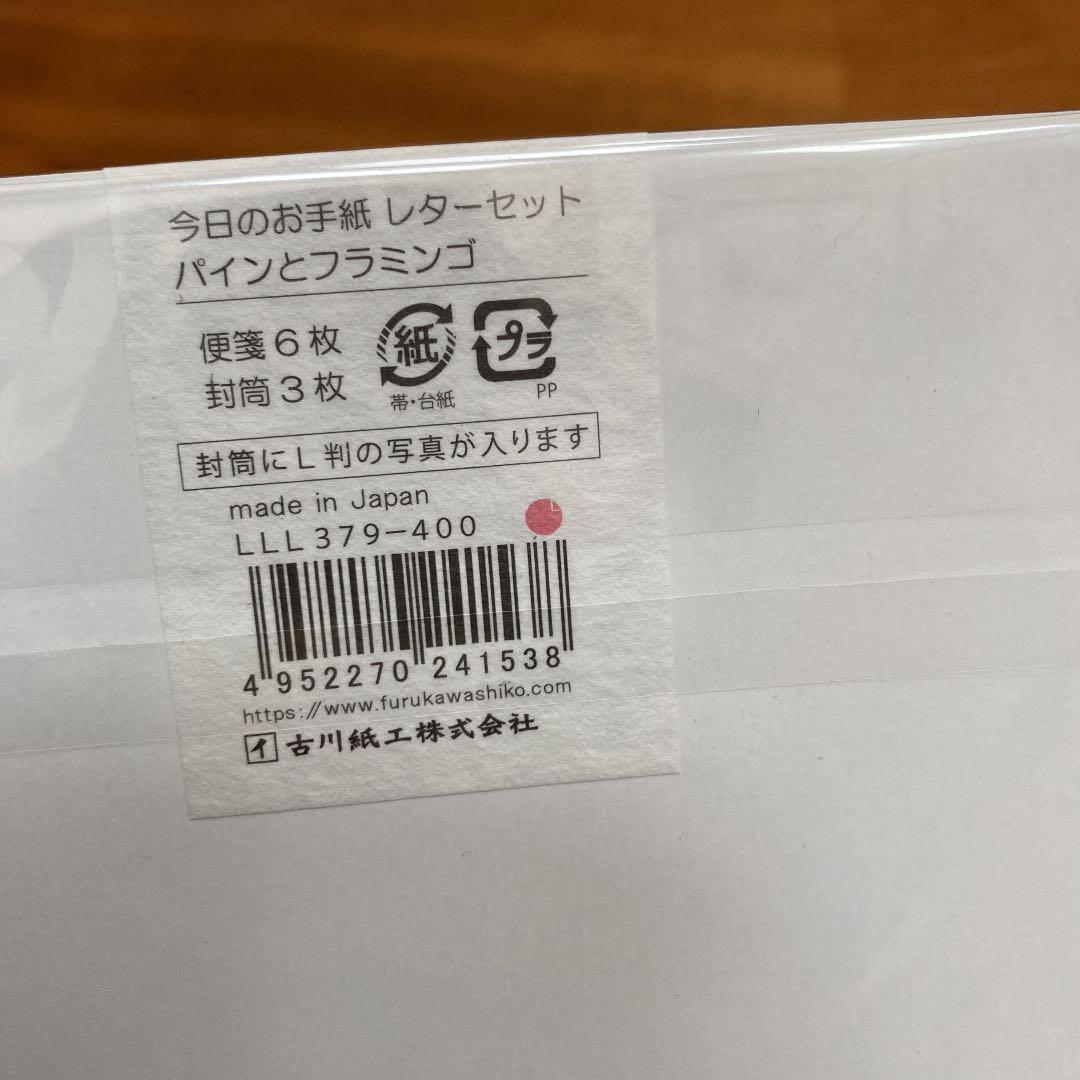 今日のお手紙 レターセット
パインとフラミンゴ
便箋6枚
封筒3枚
紙
帯・台紙
プラ
PP
封筒にL判の写真が入ります
made in Japan
LLL379-400
4 952270 241538
https://www.furukawashiko.com
イ 古川紙工株式会社